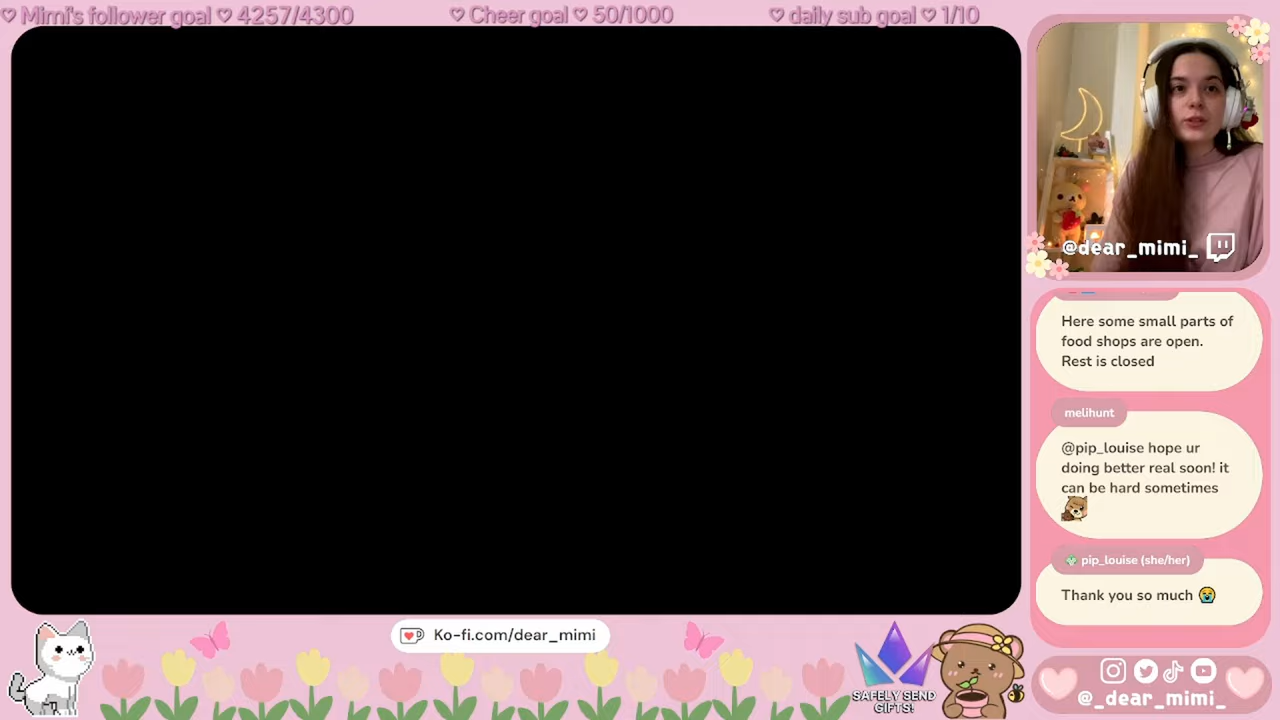 ♡ Mimi's follower goal ♡ 4257/4300 ♡ Cheer goal ♡ 50/1000 ♡ daily sub goal ♡ 1/10
@dear_mimi_
Here some small parts of
food shops are open.
Rest is closed
melihunt
@pip_louise hope ur
doing better real soon! it
can be hard sometimes
pip_louise (she/her)
Thank you so much 😭
Ko-fi.com/dear_mimi
SAFELY SEND
GIFTS!
@_dear_mimi_